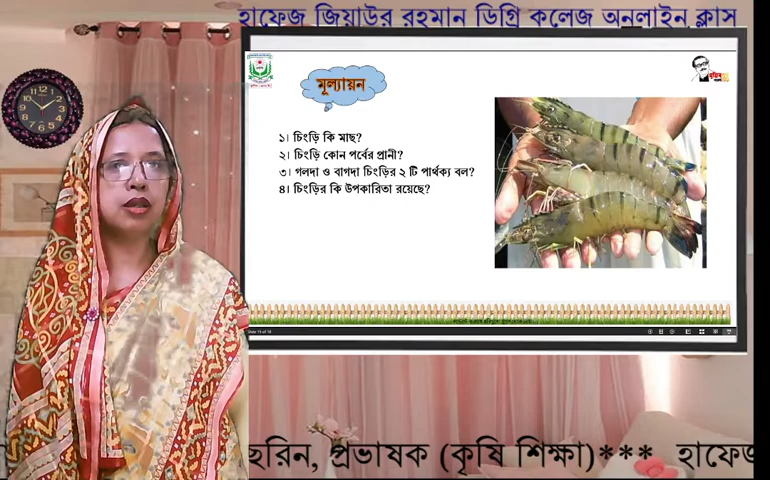 হাফেজ জিয়াউর রহমান ডিগ্রি কলেজ অনলাইন ক্লাস
মূল্যায়ন
১। চিংড়ি কি মাছ?
২। চিংড়ি কোন পর্বের প্রানী?
৩। গলদা ও বাগদা চিংড়ির ২ টি পার্থক্য বল?
৪। চিংড়ির কি উপকারিতা রয়েছে?
ছরিন, প্রভাষক (কৃষি শিক্ষা)*** হাফেজ